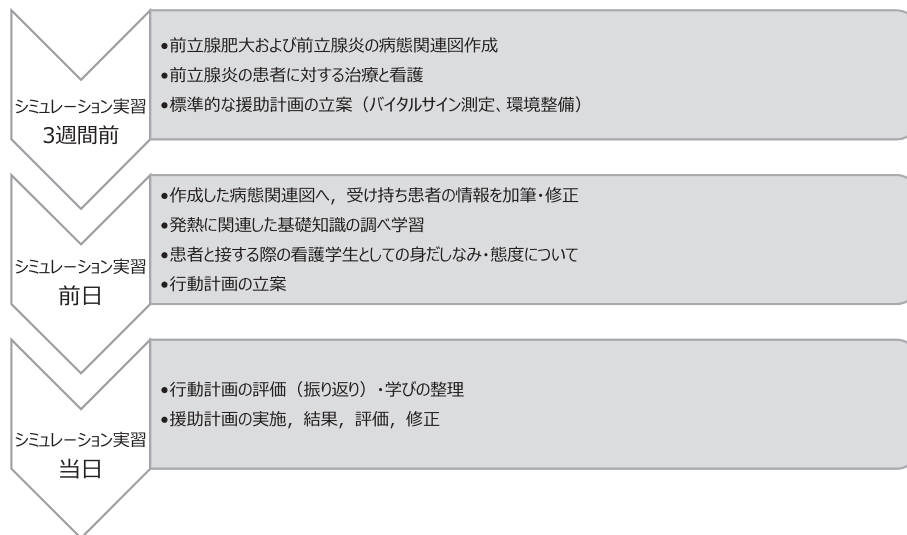 シミュレーション実習
3週間前
•前立腺肥大および前立腺炎の病態関連図作成
•前立腺炎の患者に対する治療と看護
•標準的な援助計画の立案（バイタルサイン測定、環境整備）
シミュレーション実習
前日
•作成した病態関連図へ，受け持ち患者の情報を加筆・修正
•発熱に関連した基礎知識の調べ学習
•患者と接する際の看護学生としての身だしなみ・態度について
•行動計画の立案
シミュレーション実習
当日
•行動計画の評価（振り返り）・学びの整理
•援助計画の実施，結果，評価，修正